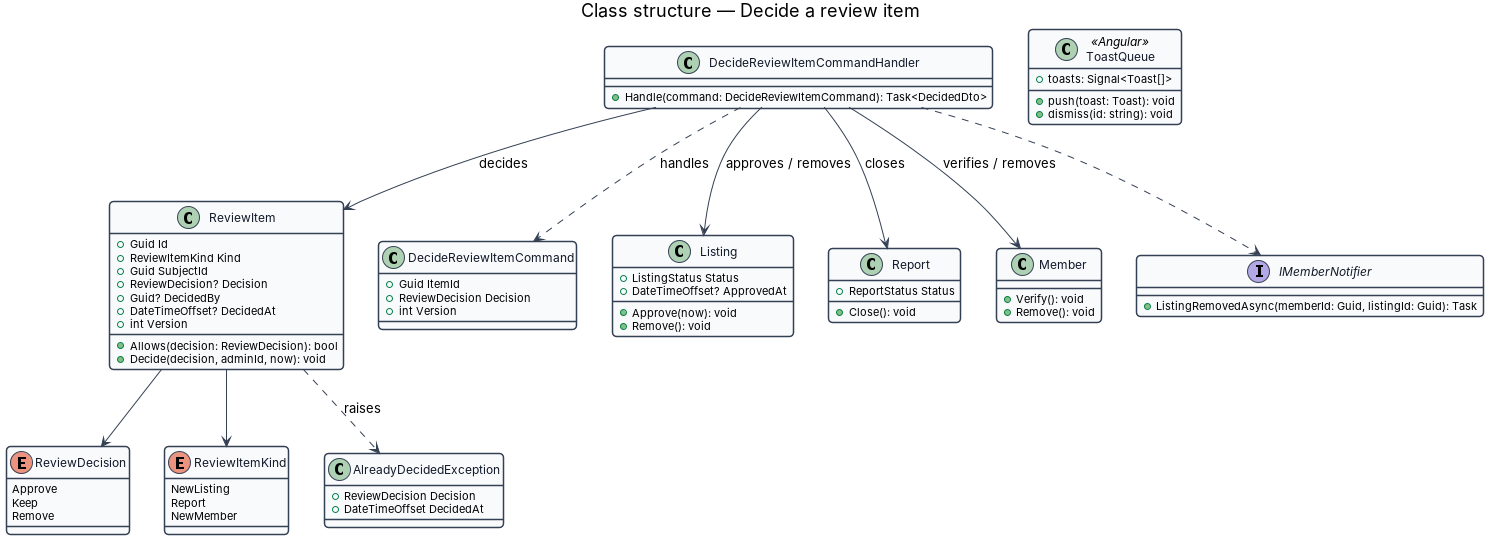 Class structure — Decide a review item
C DecideReviewItemCommandHandler
Handle(command: DecideReviewItemCommand): Task<DecidedDto>
C «Angular»
ToastQueue
toasts: Signal<Toast[]>
push(toast: Toast): void
dismiss(id: string): void
decides
handles
approves / removes
closes
verifies / removes
C ReviewItem
Guid Id
ReviewItemKind Kind
Guid SubjectId
ReviewDecision? Decision
Guid? DecidedBy
DateTimeOffset? DecidedAt
int Version
Allows(decision: ReviewDecision): bool
Decide(decision, adminId, now): void
C DecideReviewItemCommand
Guid ItemId
ReviewDecision Decision
int Version
C Listing
ListingStatus Status
DateTimeOffset? ApprovedAt
Approve(now): void
Remove(): void
C Report
ReportStatus Status
Close(): void
C Member
Verify(): void
Remove(): void
I IMemberNotifier
ListingRemovedAsync(memberId: Guid, listingId: Guid): Task
raises
E ReviewDecision
Approve
Keep
Remove
E ReviewItemKind
NewListing
Report
NewMember
C AlreadyDecidedException
ReviewDecision Decision
DateTimeOffset DecidedAt